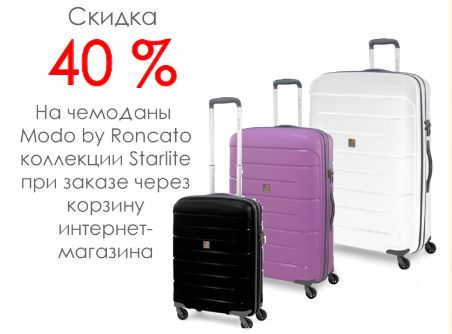 Скидка
40 %
На чемоданы
Modo by Roncato
коллекции Starlite
при заказе через
корзину
интернет-
магазина